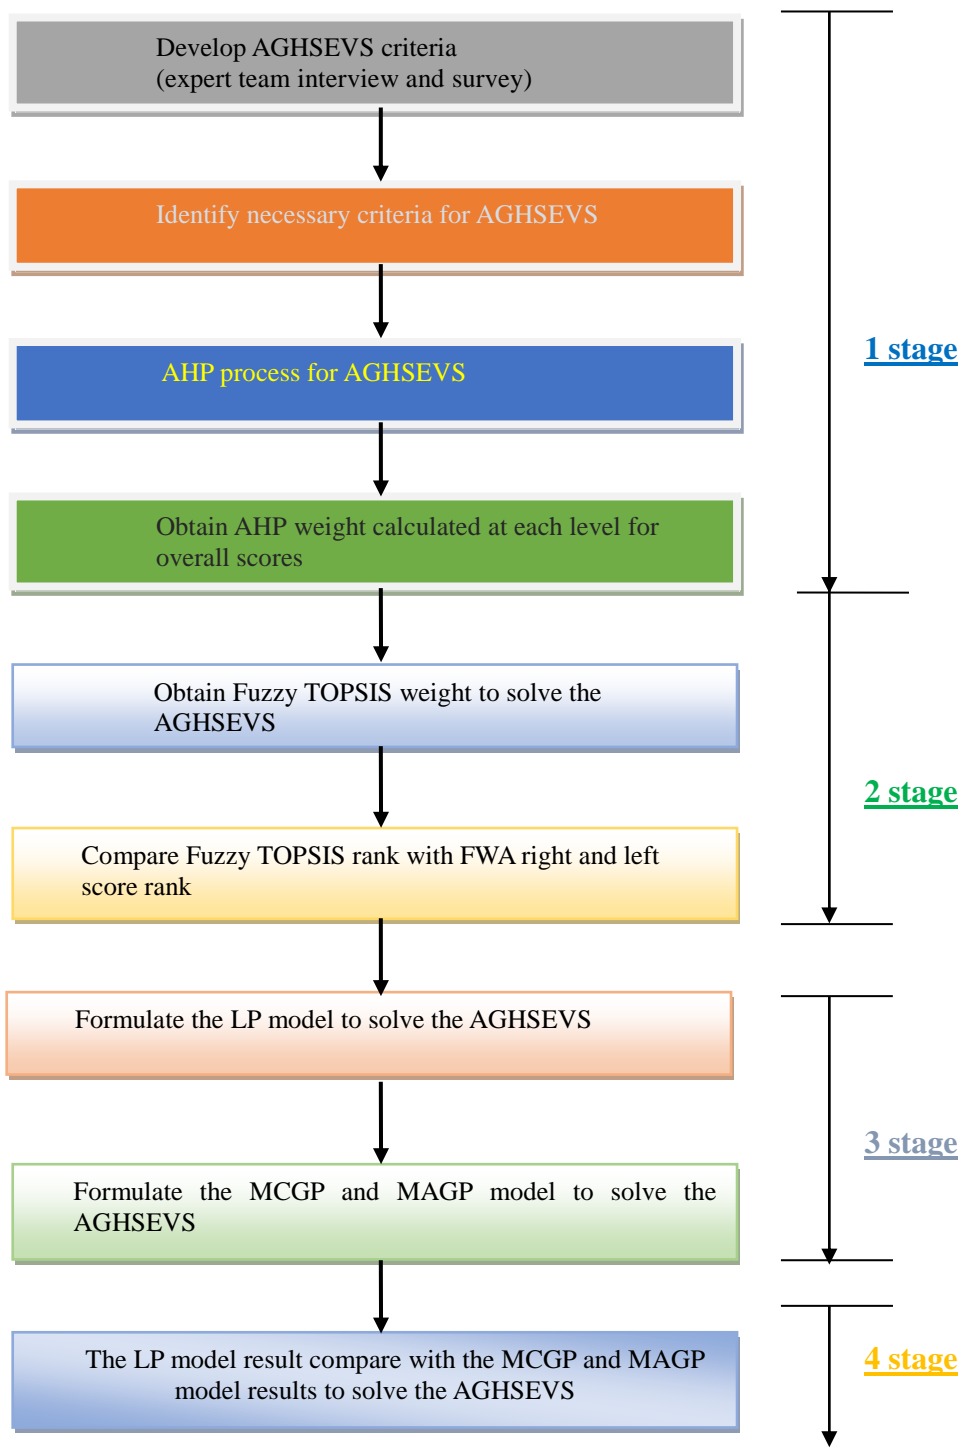 Develop AGHSEVS criteria
(expert team interview and survey)
Identify necessary criteria for AGHSEVS
1 stage
AHP process for AGHSEVS
Obtain AHP weight calculated at each level for
overall scores
Obtain Fuzzy TOPSIS weight to solve the
AGHSEVS
2 stage
Compare Fuzzy TOPSIS rank with FWA right and left
score rank
Formulate the LP model to solve the AGHSEVS
3 stage
Formulate the MCGP and MAGP model to solve the
AGHSEVS
The LP model result compare with the MCGP and MAGP
model results to solve the AGHSEVS
4 stage